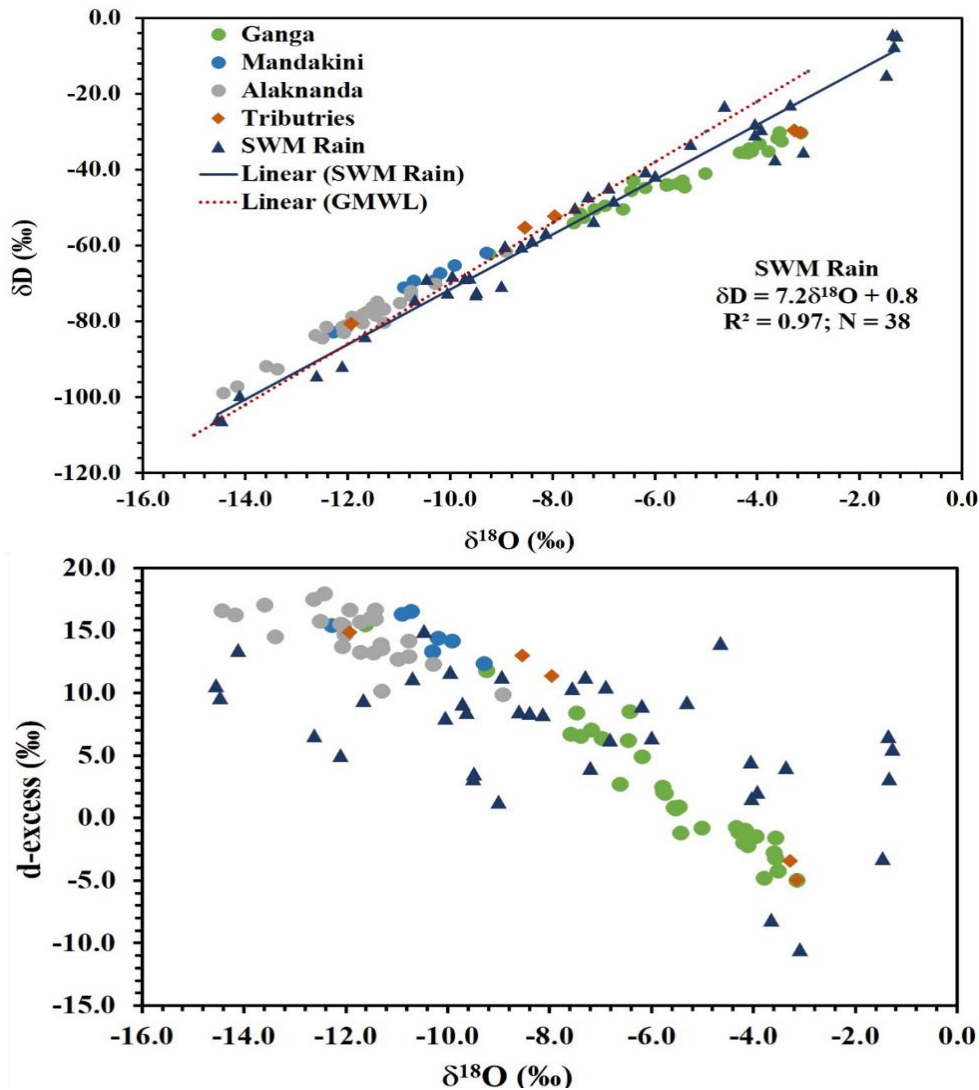 0.0
-20.0
-40.0
-60.0
-80.0
-100.0
-120.0
δD (‰)
Ganga
Mandakini
Alaknanda
Tributries
SWM Rain
Linear (SWM Rain)
Linear (GMWL)
SWM Rain
δD = 7.2δ¹⁸O + 0.8
R² = 0.97; N = 38
-16.0 -14.0 -12.0 -10.0 -8.0 -6.0 -4.0 -2.0 0.0
δ¹⁸O (‰)
20.0
15.0
10.0
5.0
0.0
-5.0
-10.0
-15.0
d-excess (‰)
-16.0 -14.0 -12.0 -10.0 -8.0 -6.0 -4.0 -2.0 0.0
δ¹⁸O (‰)